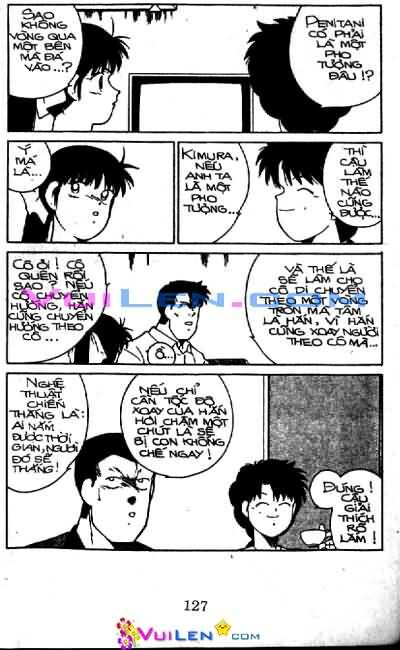 SAO
KHÔNG
VÒNG QUA
MỘT BÊN
MÀ ĐÁ
VÀO...?
PENITANI
CÓ PHẢI
LÀ MỘT
PHO
TƯỢNG
ĐÂU!?
Ý
MÀ
LÀ...
KIMURA,
NẾU
ANH TA
LÀ MỘT
PHO
TƯỢNG...
THÌ
CẬU
LÀM
THẾ
NÀO
CŨNG
ĐƯỢC...
CÔ ƠI! CÔ
QUÊN RỒI
SAO? NẾU
CÔ CHUYỂN
HƯỚNG, HẮN
CŨNG CHUYỂN
HƯỚNG THEO
CÔ...
Ờ...
VÀ THẾ LÀ
SẼ LÀM CHO
CÔ DI CHUYỂN
THEO MỘT VÒNG
TRÒN MÀ TÂM
LÀ HẮN, VÌ HẮN
CŨNG XOAY NGƯỜI
THEO CÔ MÀ...
VUILEN.COM
NGHỆ
THUẬT
CHIẾN
THẮNG LÀ:
AI NẮM
ĐƯỢC THỜI
GIAN, NGƯỜI
ĐÓ SẼ
THẮNG!
NẾU CHỈ
CẦN TỐC ĐỘ
XOAY CỦA HẮN
HƠI CHẬM MỘT
CHÚT LÀ SẼ
BỊ CON KHỐNG
CHẾ NGAY!
ĐÚNG!
CẬU
GIẢI
THÍCH
RÕ
LẮM!
127
VUILEN.COM